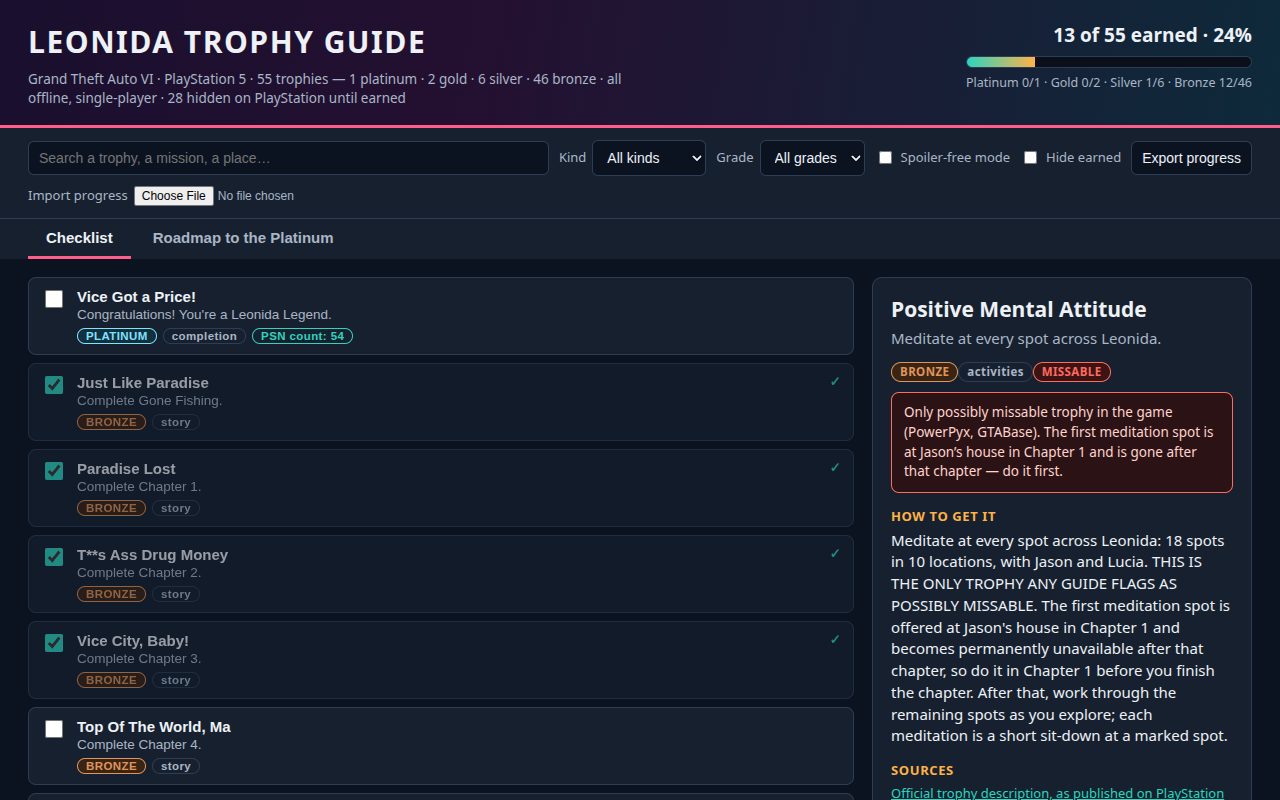 LEONIDA TROPHY GUIDE
Grand Theft Auto VI · PlayStation 5 · 55 trophies — 1 platinum · 2 gold · 6 silver · 46 bronze · all
offline, single-player · 28 hidden on PlayStation until earned
13 of 55 earned · 24%
Platinum 0/1 · Gold 0/2 · Silver 1/6 · Bronze 12/46
Search a trophy, a mission, a place…
Kind
All kinds
Grade
All grades
Spoiler-free mode
Hide earned
Export progress
Import progress
Choose File
No file chosen
Checklist
Roadmap to the Platinum
Vice Got a Price!
Congratulations! You're a Leonida Legend.
PLATINUM
completion
PSN count: 54
Just Like Paradise
✓
Complete Gone Fishing.
BRONZE
story
Paradise Lost
✓
Complete Chapter 1.
BRONZE
story
T**s Ass Drug Money
✓
Complete Chapter 2.
BRONZE
story
Vice City, Baby!
✓
Complete Chapter 3.
BRONZE
story
Top Of The World, Ma
Complete Chapter 4.
BRONZE
story
Positive Mental Attitude
Meditate at every spot across Leonida.
BRONZE
activities
MISSABLE
Only possibly missable trophy in the game
(PowerPyx, GTABase). The first meditation spot is
at Jason’s house in Chapter 1 and is gone after
that chapter — do it first.
HOW TO GET IT
Meditate at every spot across Leonida: 18 spots
in 10 locations, with Jason and Lucia. THIS IS
THE ONLY TROPHY ANY GUIDE FLAGS AS
POSSIBLY MISSABLE. The first meditation spot is
offered at Jason's house in Chapter 1 and
becomes permanently unavailable after that
chapter, so do it in Chapter 1 before you finish
the chapter. After that, work through the
remaining spots as you explore; each
meditation is a short sit-down at a marked spot.
SOURCES
Official trophy description, as published on PlayStation